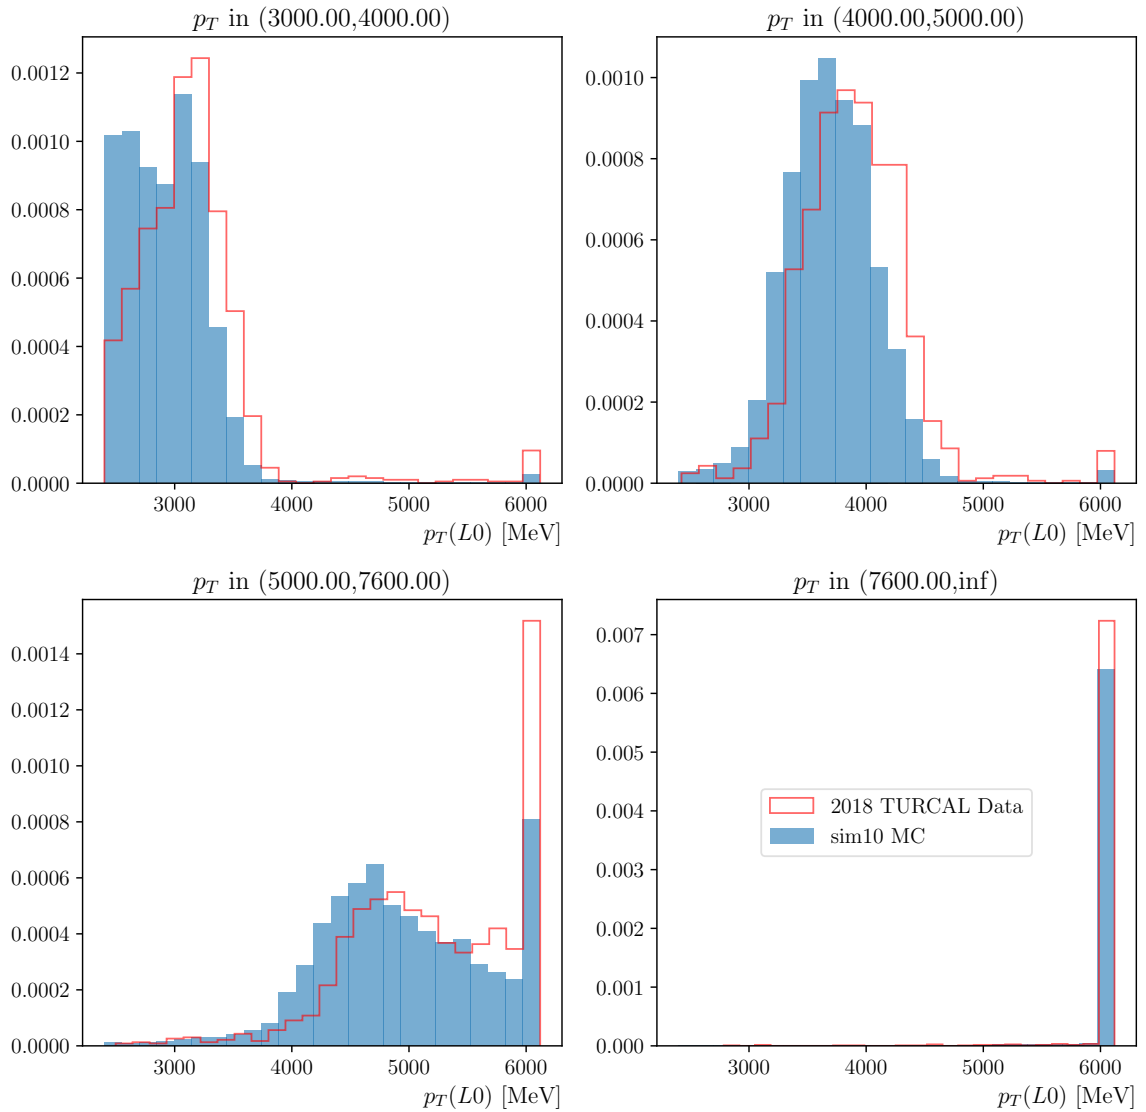 p_T in (3000.00,4000.00)
0.0012
0.0010
0.0008
0.0006
0.0004
0.0002
0.0000
3000 4000 5000 6000
p_T(L0) [MeV]
p_T in (4000.00,5000.00)
0.0010
0.0008
0.0006
0.0004
0.0002
0.0000
3000 4000 5000 6000
p_T(L0) [MeV]
p_T in (5000.00,7600.00)
0.0014
0.0012
0.0010
0.0008
0.0006
0.0004
0.0002
0.0000
3000 4000 5000 6000
p_T(L0) [MeV]
p_T in (7600.00,inf)
0.007
0.006
0.005
0.004
0.003
0.002
0.001
0.000
2018 TURCAL Data
sim10 MC
3000 4000 5000 6000
p_T(L0) [MeV]